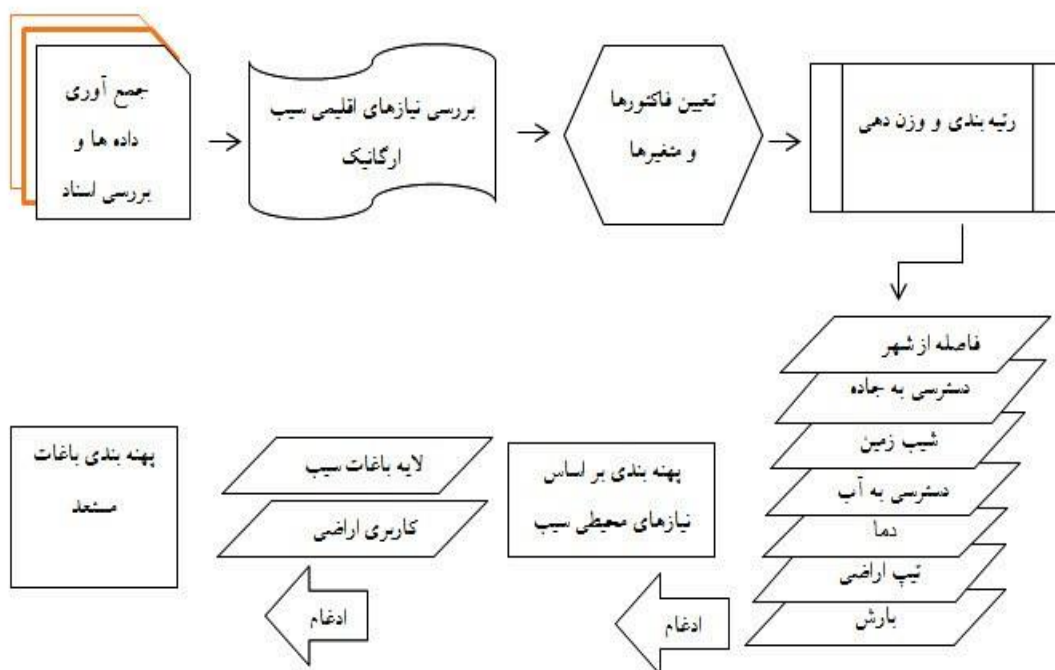 جمع آوری
داده ها و
بررسی اسناد
بررسی نیازهای اقلیمی سیب
ارگانیک
تعیین فاکتورها
و متغیرها
رتبه بندی و وزن دهی
فاصله از شهر
دسترسی به جاده
شیب زمین
دسترسی به آب
دما
تیپ اراضی
بارش
ادغام
پهنه بندی بر اساس
نیازهای محیطی سیب
لایه باغات سیب
کاربری اراضی
ادغام
پهنه بندی باغات
مستعد